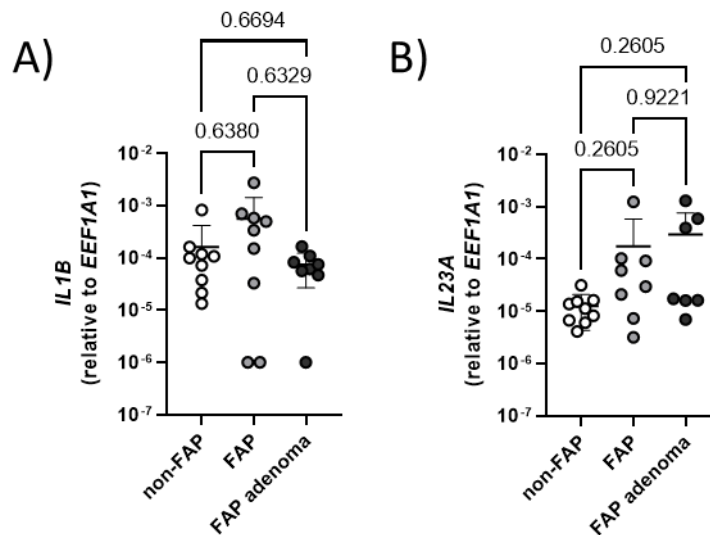 A)
0.6694
0.6329
0.6380
IL1B
(relative to EEF1A1)
10-2
10-3
10-4
10-5
10-6
10-7
non-FAP
FAP
FAP adenoma
B)
0.2605
0.9221
0.2605
IL23A
(relative to EEF1A1)
10-2
10-3
10-4
10-5
10-6
10-7
non-FAP
FAP
FAP adenoma